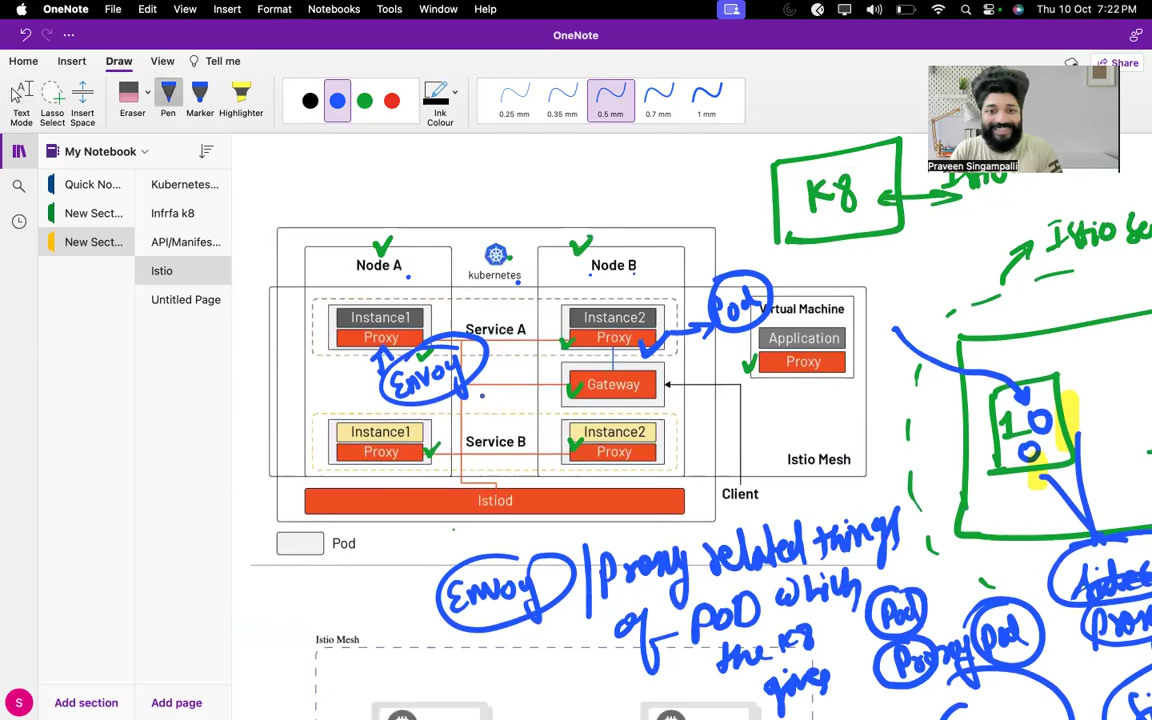 OneNote File Edit View Insert Format Notebooks Tools Window Help Thu 10 Oct 7:22 PM
OneNote
Home Insert Draw View Tell me Share
Text Mode Lasso Select Insert Space Eraser Pen Marker Highlighter Ink Colour 0.25 mm 0.35 mm 0.5 mm 0.7 mm 1 mm
Praveen Singampalli
My Notebook
Quick No... Kubernetes...
New Sect... Infrfa k8
New Sect... API/Manifes...
Istio
Untitled Page
Add section Add page
K8
Istio
Node A kubernetes Node B
Instance1 Service A Instance2
Proxy Proxy
Pod
Virtual Machine
Application
Proxy
Envoy
Gateway
Instance1 Service B Instance2
Proxy Proxy
Istio Mesh
Istiod
Client
Pod
Envoy / Proxy related things
of POD which
the K8
gives
Pod
Proxy Pod
Istio Mesh
S